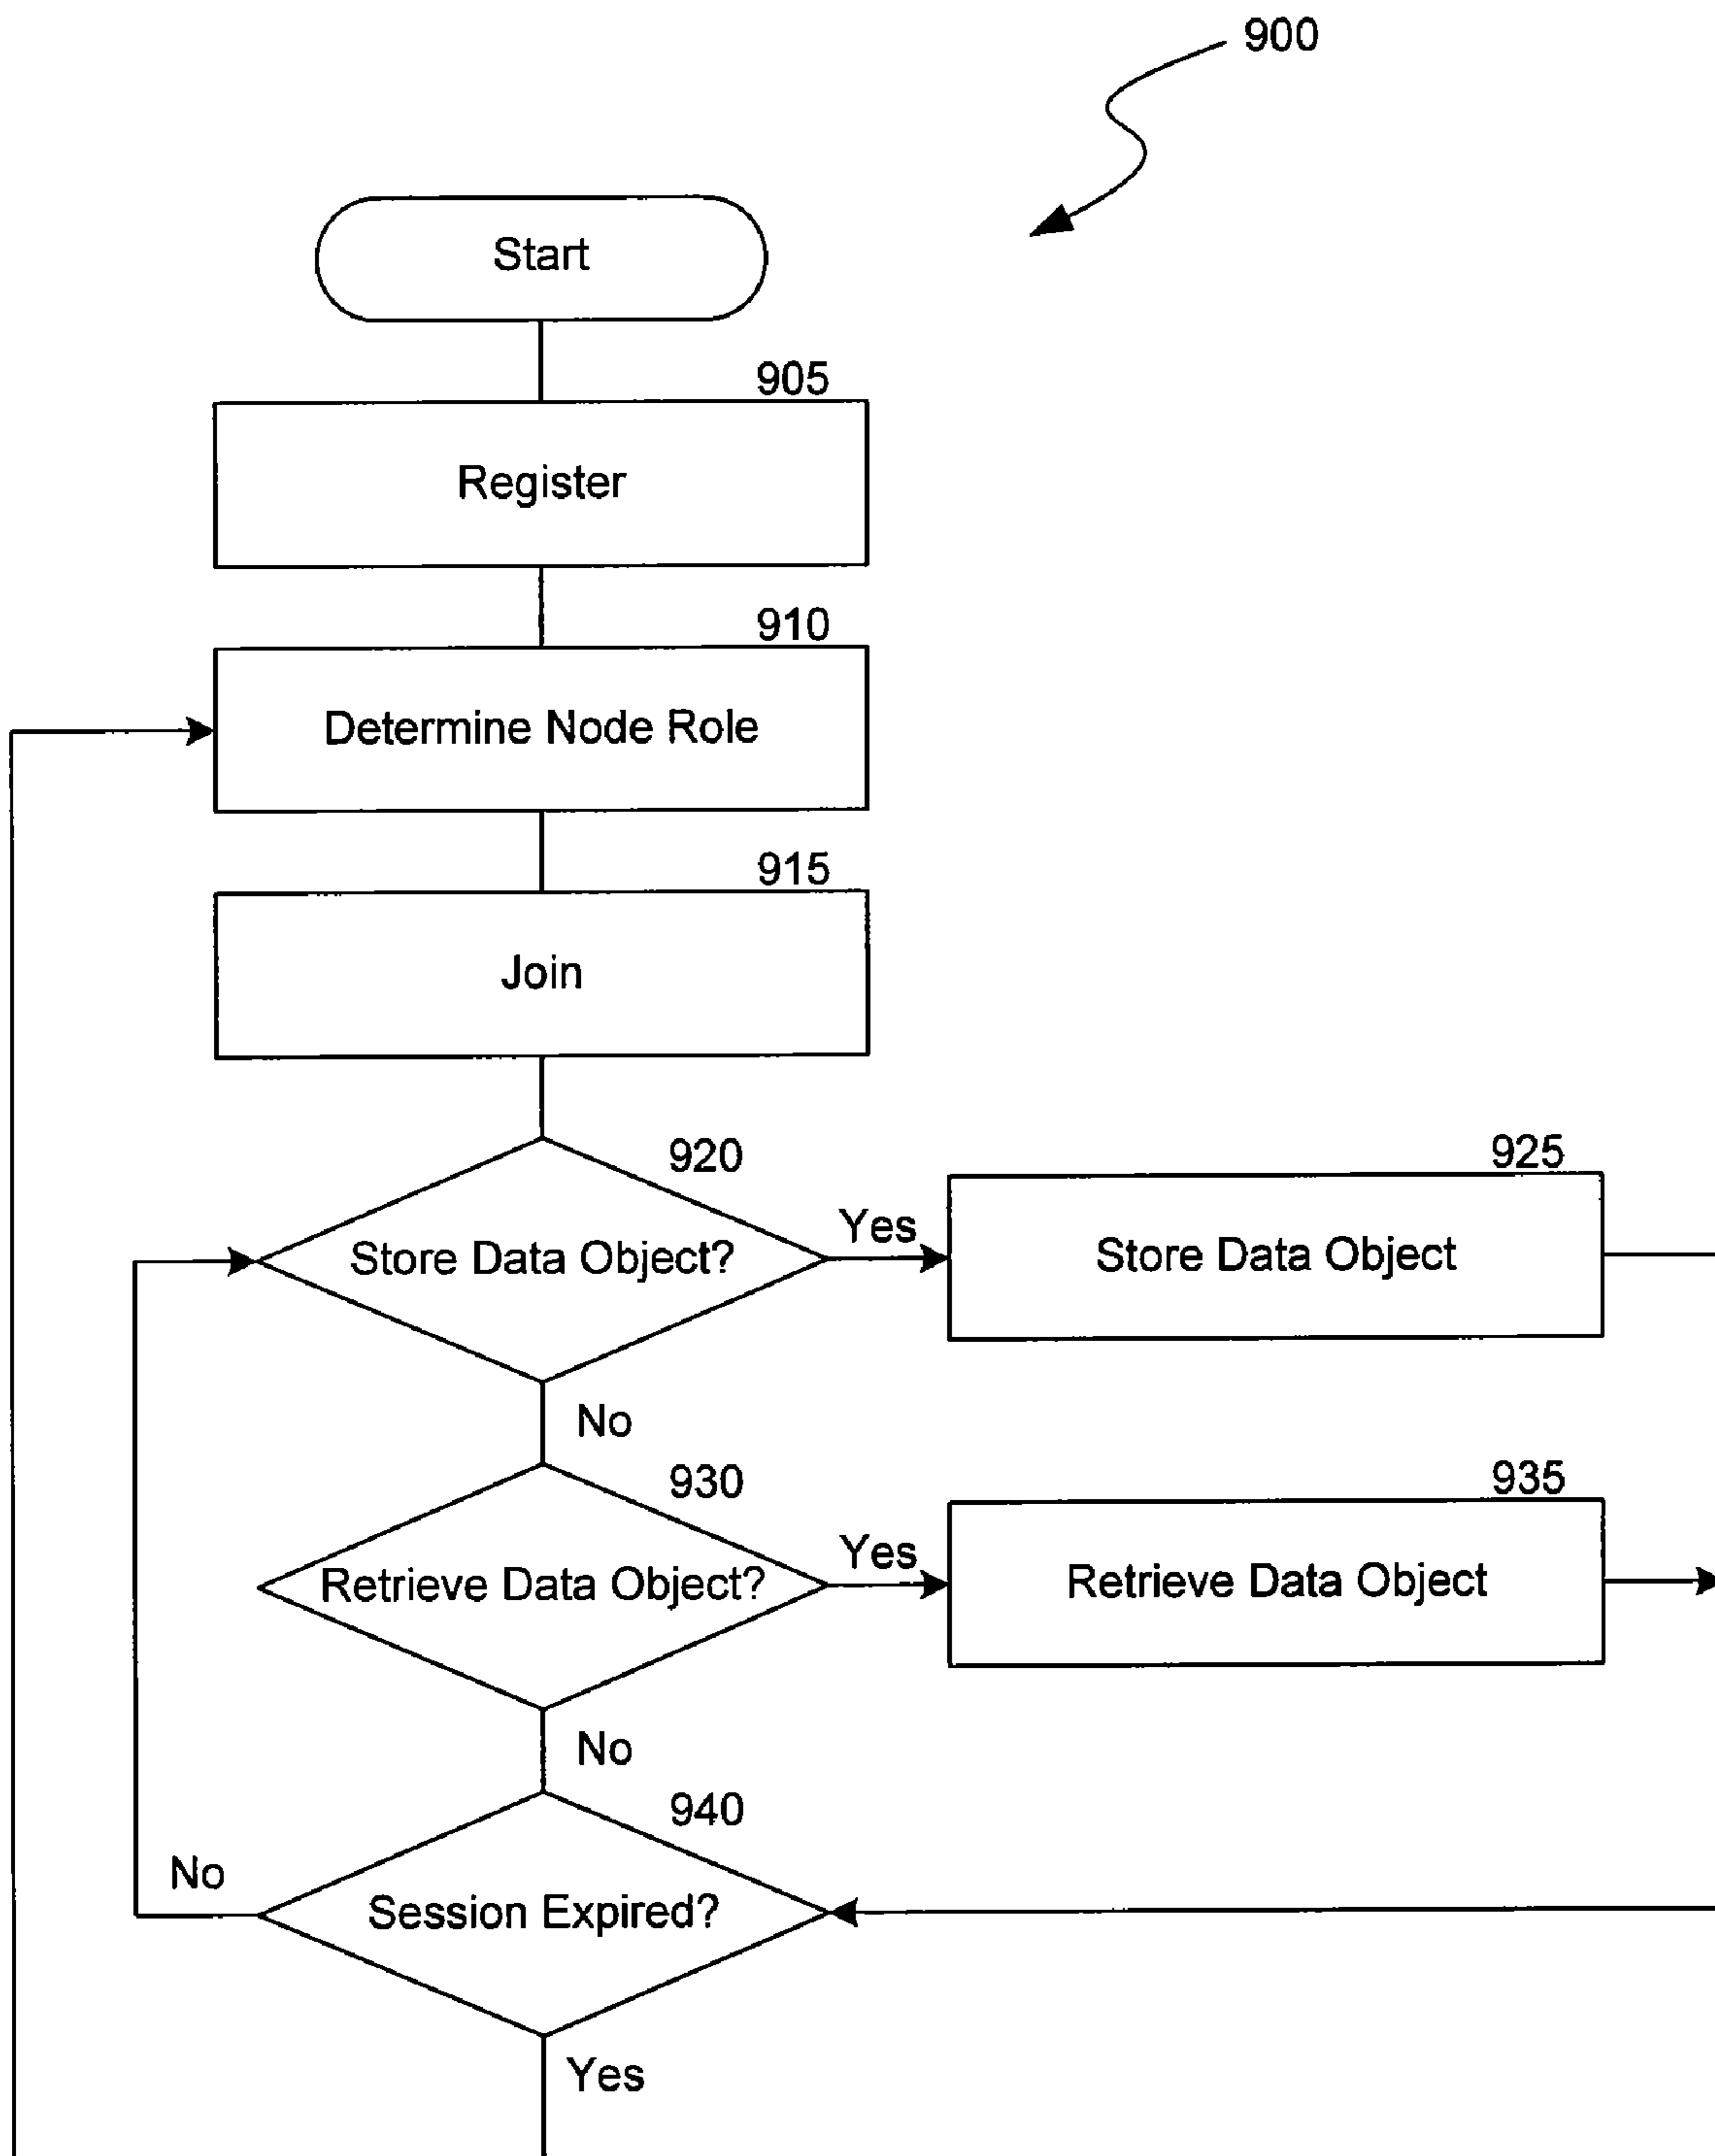 900
Start
905
Register
910
Determine Node Role
915
Join
920
Store Data Object?
Yes
925
Store Data Object
No
930
Retrieve Data Object?
Yes
935
Retrieve Data Object
No
940
Session Expired?
No
Yes